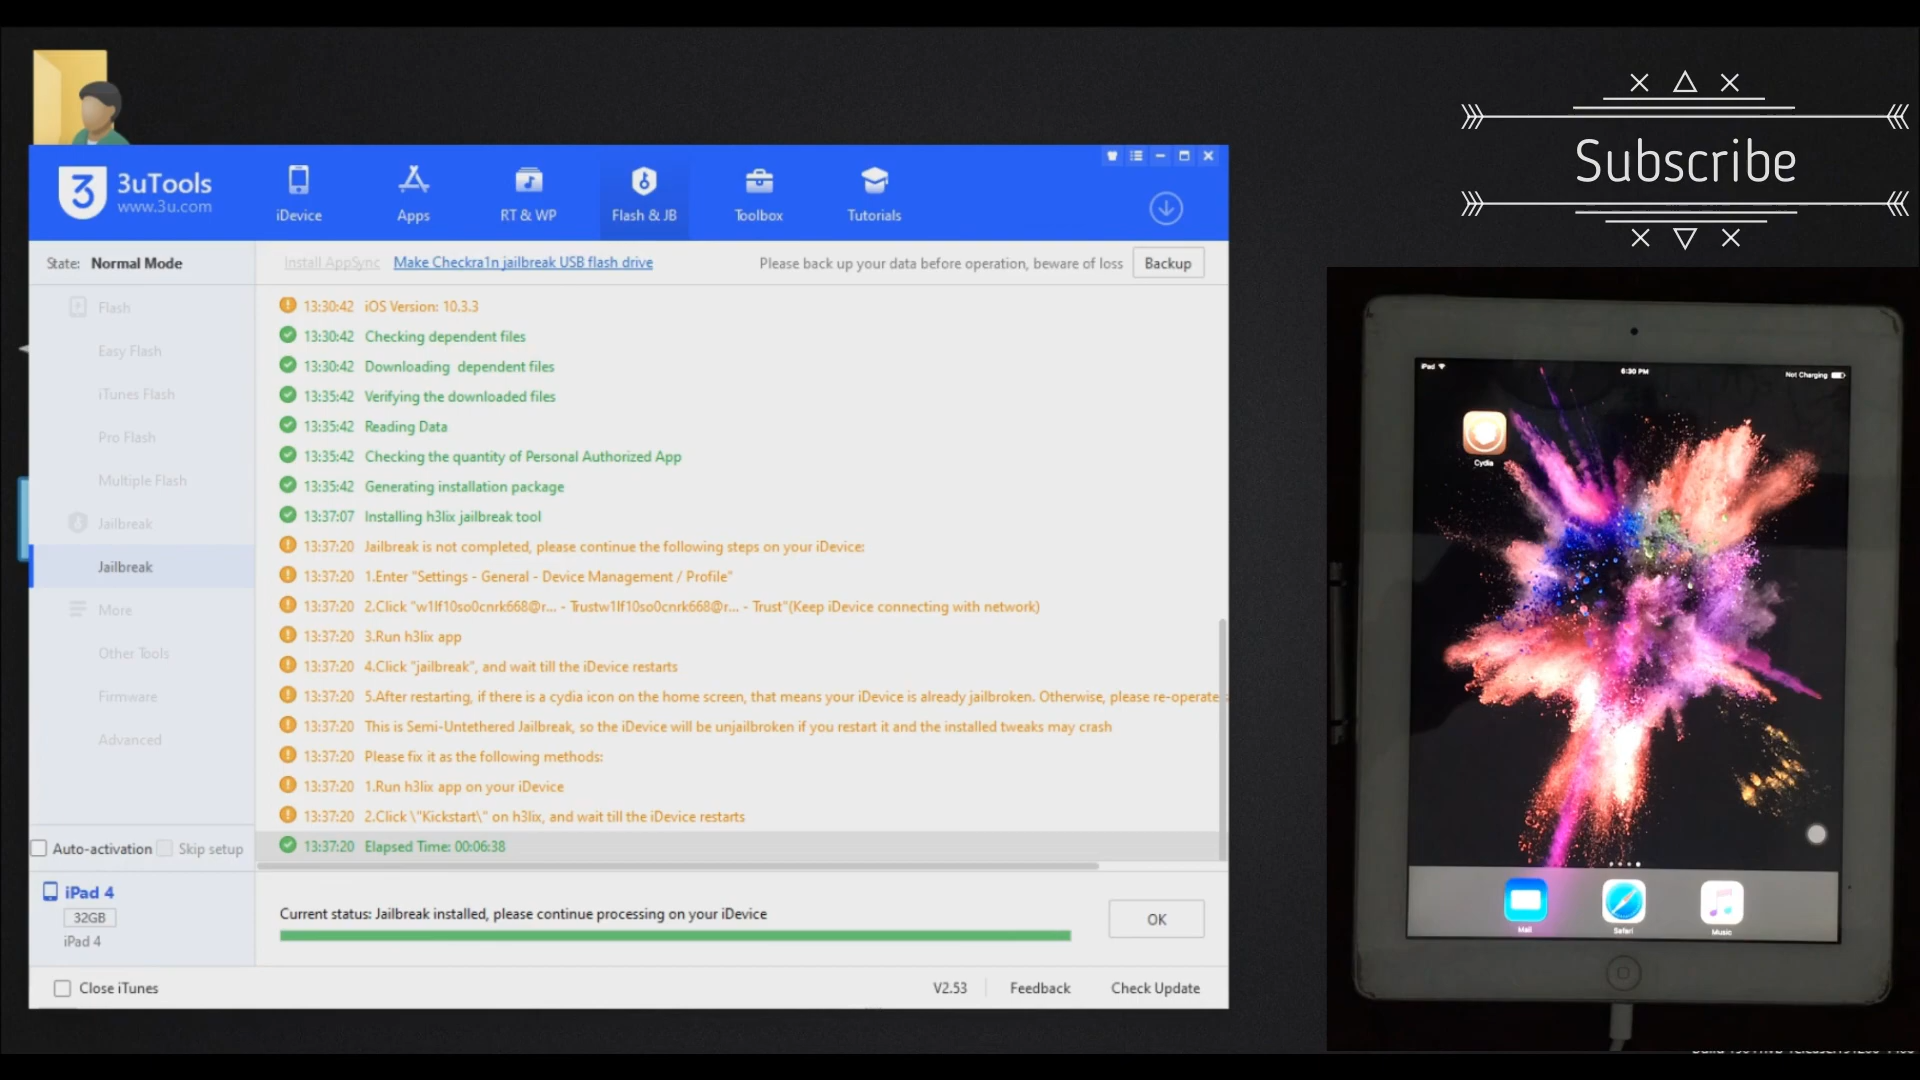 Subscribe
3
3uTools
www.3u.com
iDevice
Apps
RT & WP
Flash & JB
Toolbox
Tutorials
State: Normal Mode
Install AppSync
Make Checkra1n jailbreak USB flash drive
Please back up your data before operation, beware of loss
Backup
Flash
Easy Flash
iTunes Flash
Pro Flash
Multiple Flash
Jailbreak
Jailbreak
More
Other Tools
Firmware
Advanced
13:30:42 iOS Version: 10.3.3
13:30:42 Checking dependent files
13:30:42 Downloading dependent files
13:35:42 Verifying the downloaded files
13:35:42 Reading Data
13:35:42 Checking the quantity of Personal Authorized App
13:35:42 Generating installation package
13:37:07 Installing h3lix jailbreak tool
13:37:20 Jailbreak is not completed, please continue the following steps on your iDevice:
13:37:20 1.Enter "Settings - General - Device Management / Profile"
13:37:20 2.Click "w1lf10so0cnrk668@r... - Trustw1lf10so0cnrk668@r... - Trust"(Keep iDevice connecting with network)
13:37:20 3.Run h3lix app
13:37:20 4.Click "jailbreak", and wait till the iDevice restarts
13:37:20 5.After restarting, if there is a cydia icon on the home screen, that means your iDevice is already jailbroken. Otherwise, please re-operate
13:37:20 This is Semi-Untethered Jailbreak, so the iDevice will be unjailbroken if you restart it and the installed tweaks may crash
13:37:20 Please fix it as the following methods:
13:37:20 1.Run h3lix app on your iDevice
13:37:20 2.Click \"Kickstart\" on h3lix, and wait till the iDevice restarts
13:37:20 Elapsed Time: 00:06:38
Auto-activation
Skip setup
iPad 4
32GB
iPad 4
Current status: Jailbreak installed, please continue processing on your iDevice
OK
Close iTunes
V2.53
Feedback
Check Update
iPad
6:30 PM
Not Charging
Cydia
Mail
Safari
Music